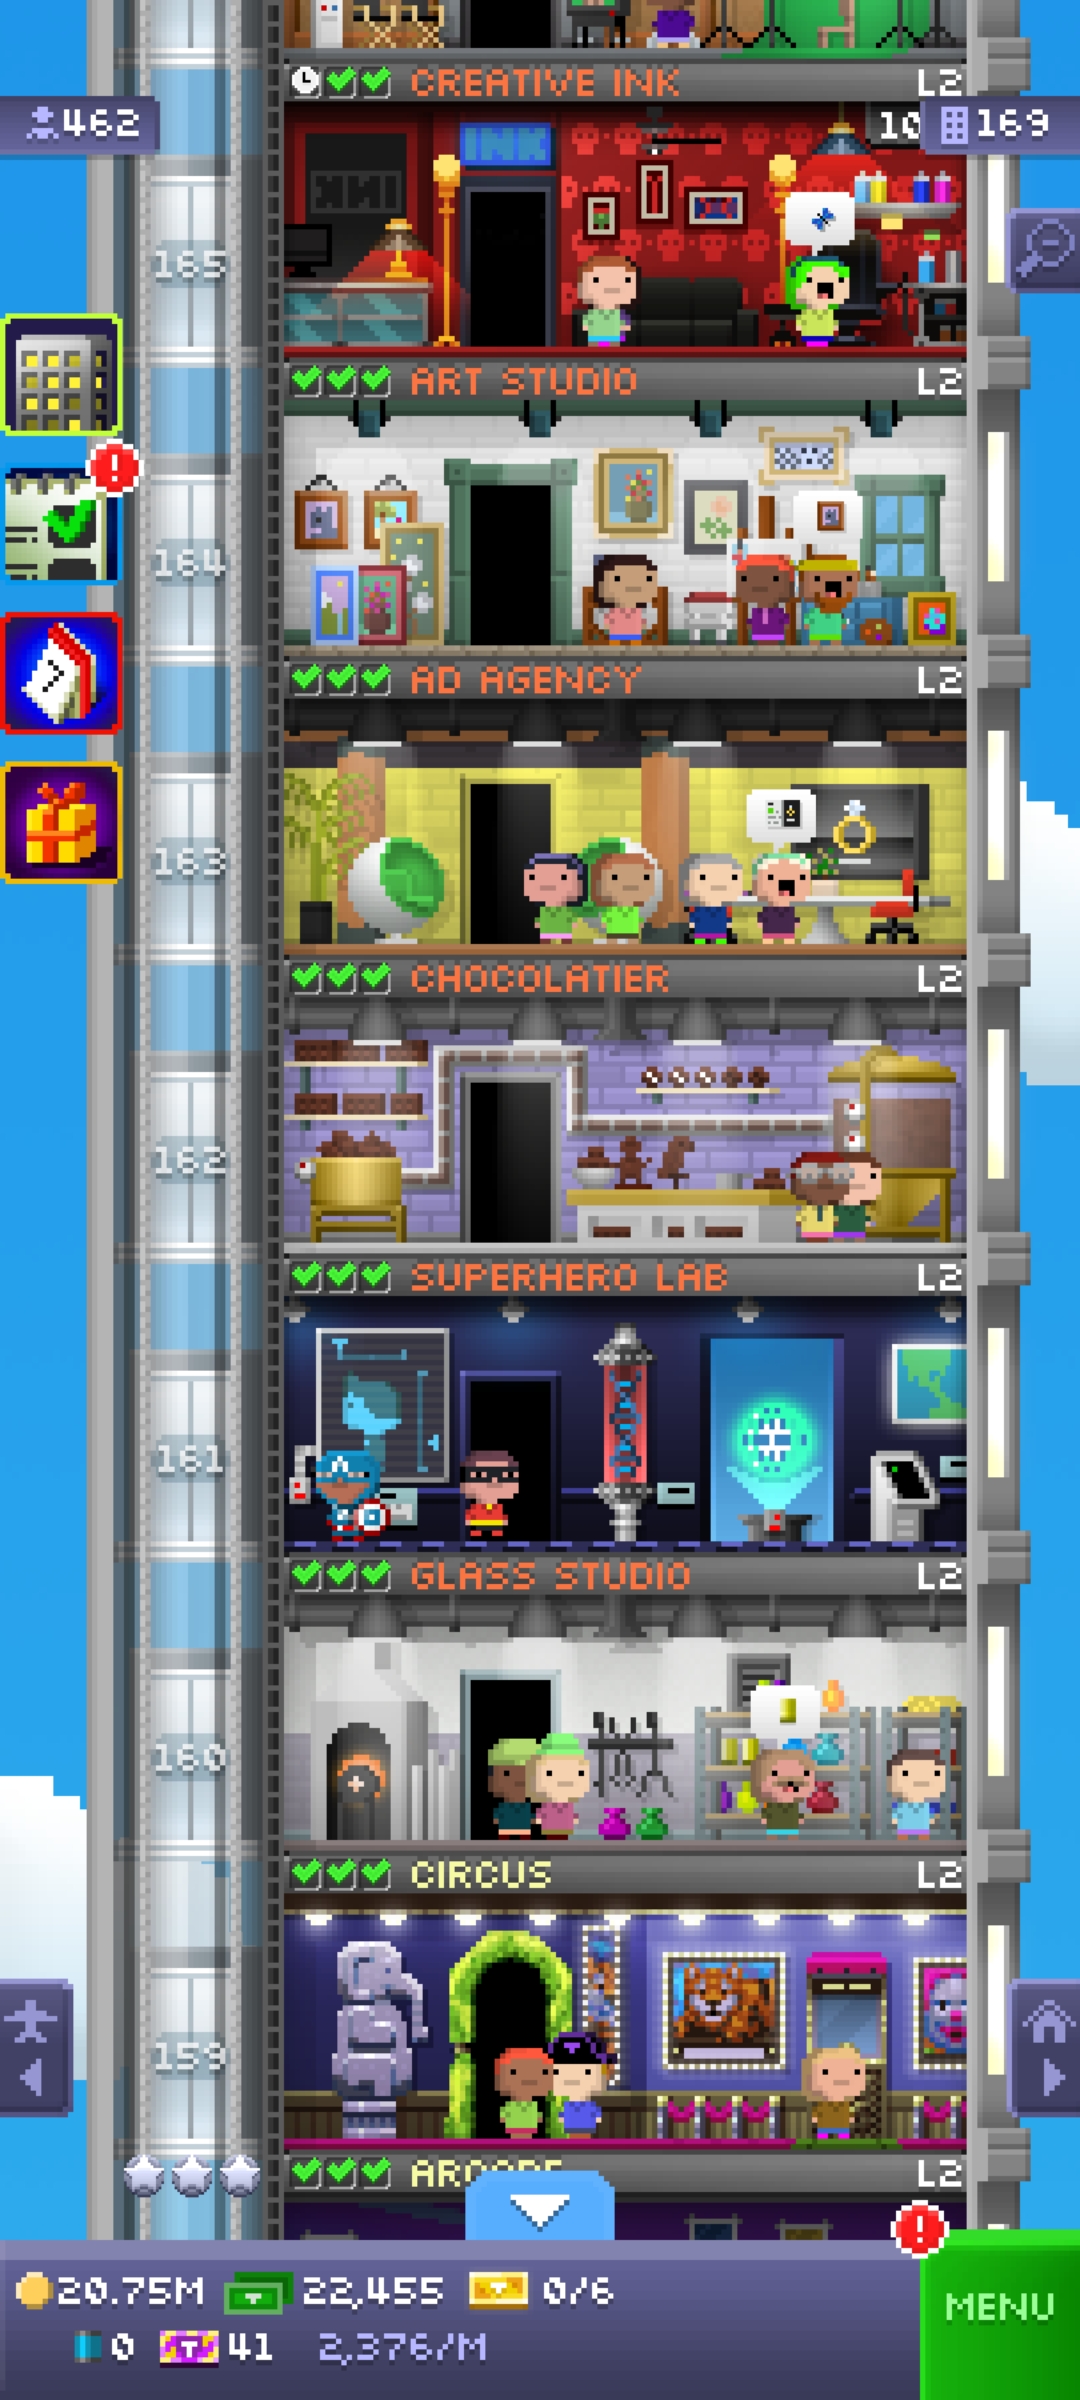 CREATIVE INK L2
462
10
169
INK
165
ART STUDIO L2
164
AD AGENCY L2
163
CHOCOLATIER L2
162
SUPERHERO LAB L2
161
GLASS STUDIO L2
160
CIRCUS L2
159
ARCADE L2
20.75M 22,455 0/6
0 41 2,376/M
MENU